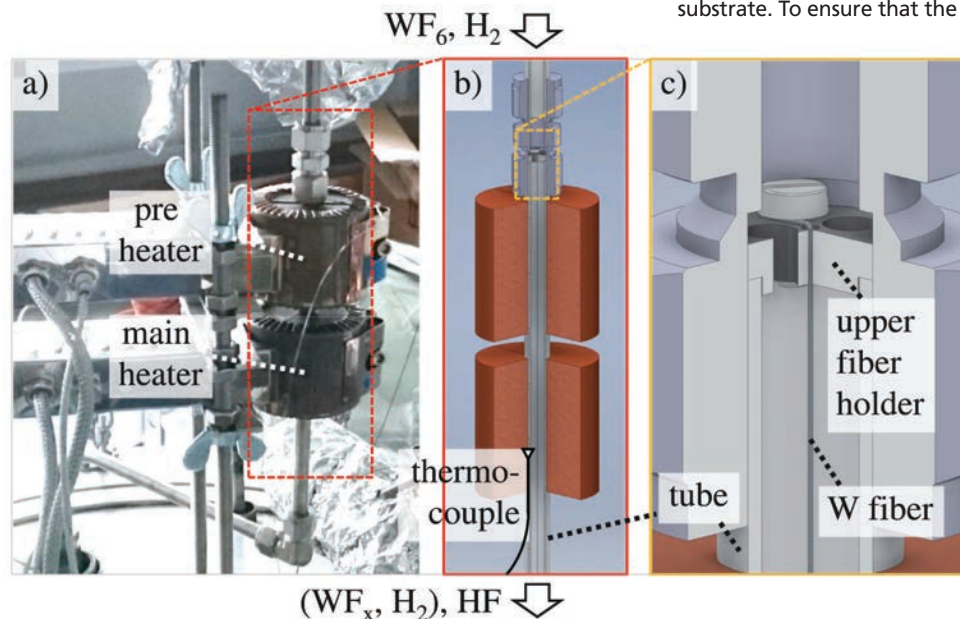 substrate. To ensure that the
WF₆, H₂
a)
b)
c)
pre
heater
main
heater
thermo-
couple
tube
upper
fiber
holder
W fiber
(WFₓ, H₂), HF